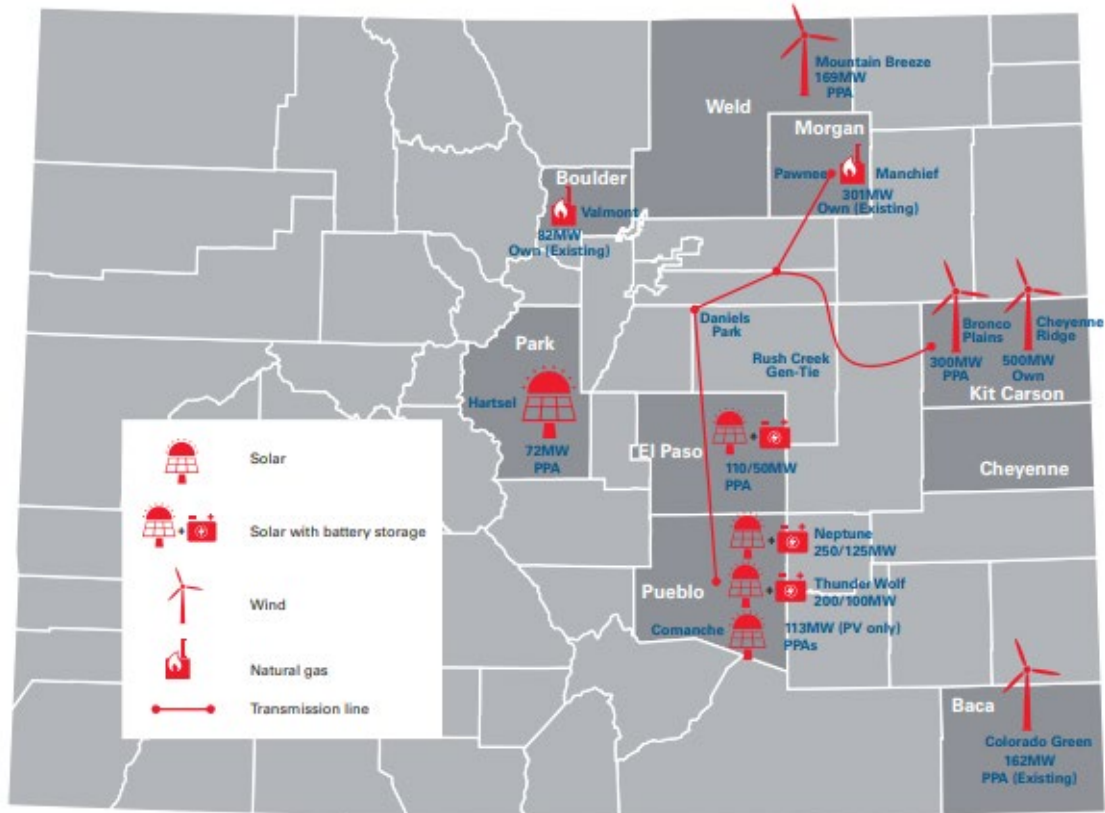 Mountain Breeze
169MW
PPA
Weld
Morgan
Pawnee
Manchief
301MW
Own (Existing)
Boulder
Valmont
82MW
Own (Existing)
Daniels
Park
Rush Creek
Gen-Tie
Bronco
Plains
300MW
PPA
Cheyenne
Ridge
500MW
Own
Kit Carson
Park
Hartsel
72MW
PPA
El Paso
110/50MW
PPA
Cheyenne
Neptune
250/125MW
Pueblo
Thunder Wolf
200/100MW
Comanche
113MW (PV only)
PPAs
Baca
Colorado Green
162MW
PPA (Existing)
Solar
Solar with battery storage
Wind
Natural gas
Transmission line